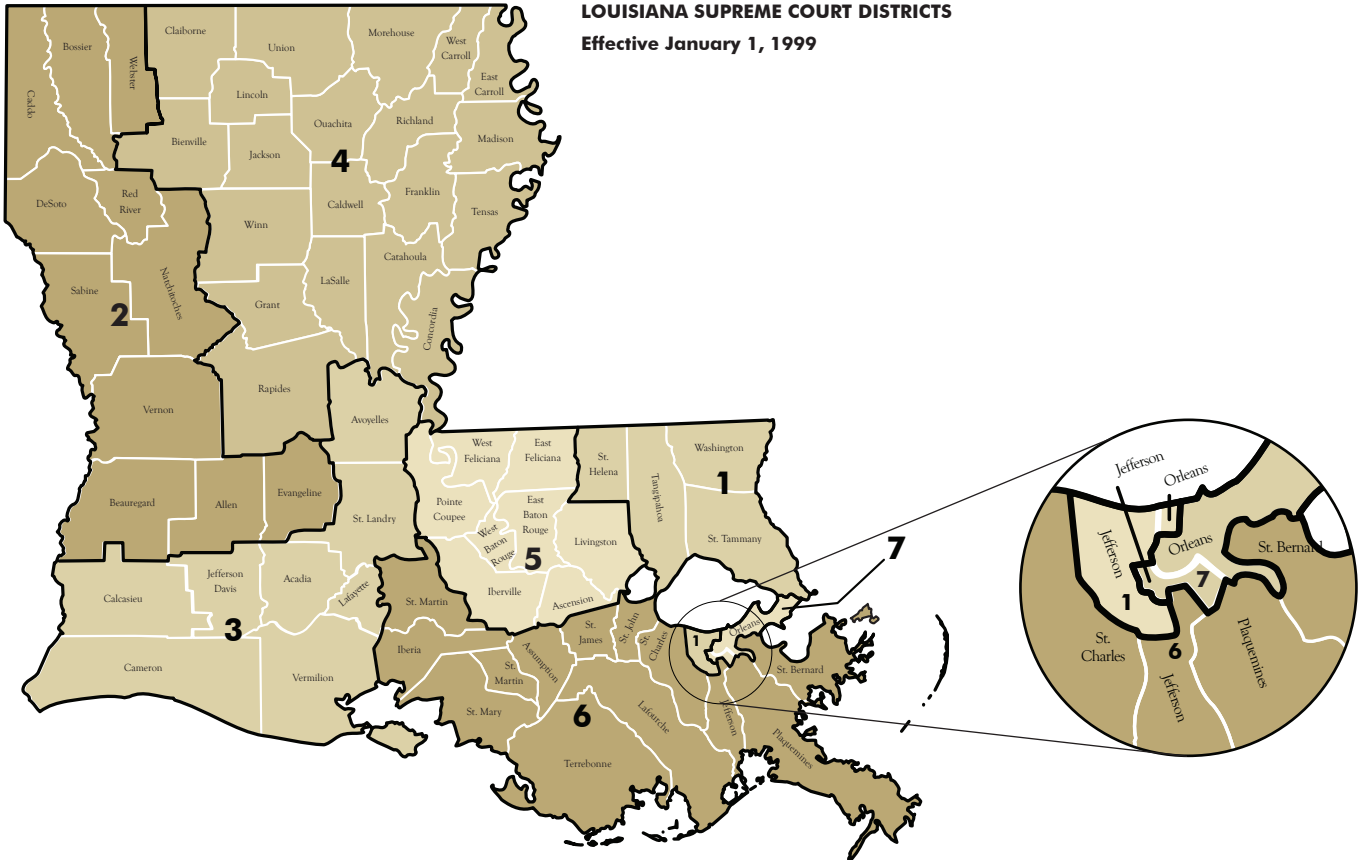 LOUISIANA SUPREME COURT DISTRICTS
Effective January 1, 1999
Caddo
Bossier
Webster
Claiborne
Union
Morehouse
West
Carroll
East
Carroll
Lincoln
Ouachita
Richland
Madison
Bienville
Jackson
4
DeSoto
Red
River
Winn
Caldwell
Franklin
Tensas
Catahoula
Sabine
2
Natchitoches
Grant
LaSalle
Concordia
Rapides
Vernon
Avoyelles
Beauregard
Allen
Evangeline
St. Landry
West
Feliciana
East
Feliciana
St.
Helena
Tangipahoa
Washington
1
Pointe
Coupee
East
Baton
Rouge
West
Baton
Rouge
5
Livingston
St. Tammany
7
Calcasieu
Jefferson
Davis
Acadia
Lafayette
3
Cameron
Vermilion
St. Martin
Iberville
Ascension
Iberia
St.
Martin
Assumption
St.
James
St. John
St.
Charles
1
Orleans
St. Bernard
St. Mary
6
Terrebonne
Lafourche
Jefferson
Plaquemines
Jefferson
Orleans
Jefferson
Orleans
St. Bernard
7
1
St.
Charles
6
Jefferson
Plaquemines